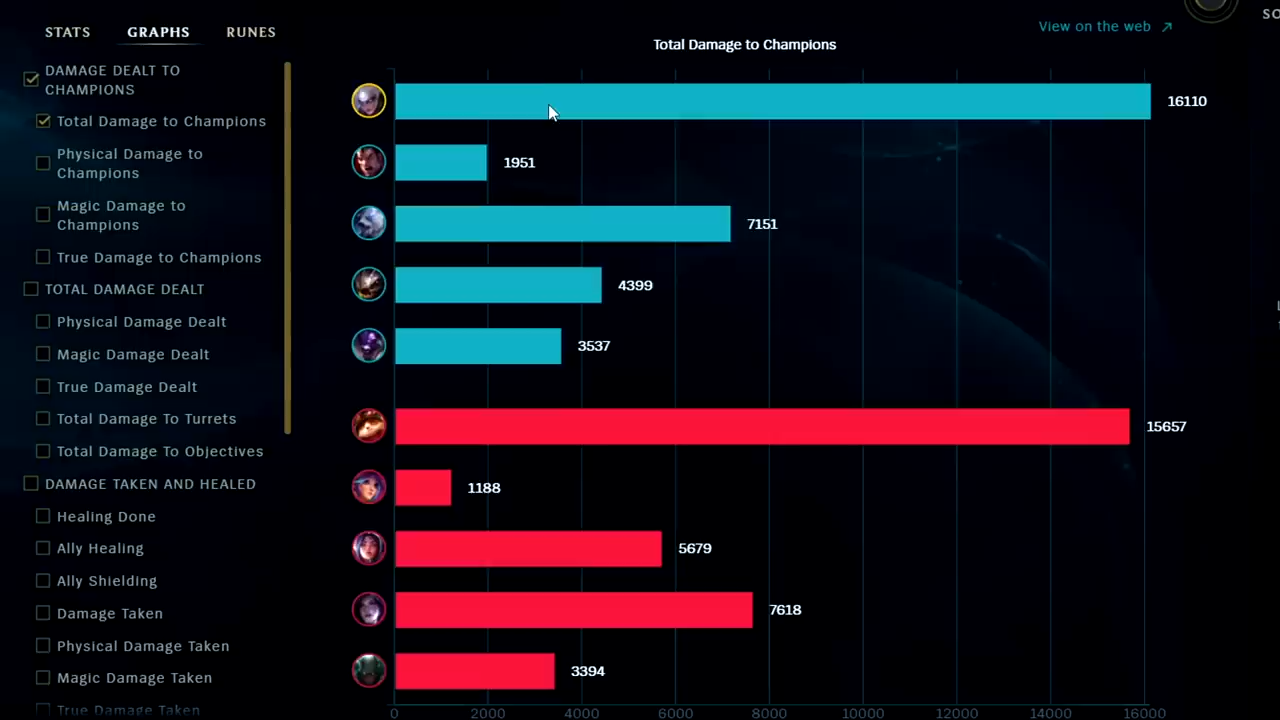 STATS
GRAPHS
RUNES
View on the web
SO
Total Damage to Champions
DAMAGE DEALT TO
CHAMPIONS
Total Damage to Champions
Physical Damage to
Champions
Magic Damage to
Champions
True Damage to Champions
TOTAL DAMAGE DEALT
Physical Damage Dealt
Magic Damage Dealt
True Damage Dealt
Total Damage To Turrets
Total Damage To Objectives
DAMAGE TAKEN AND HEALED
Healing Done
Ally Healing
Ally Shielding
Damage Taken
Physical Damage Taken
Magic Damage Taken
True Damage Taken
16110
1951
7151
4399
3537
15657
1188
5679
7618
3394
0 2000 4000 6000 8000 10000 12000 14000 16000